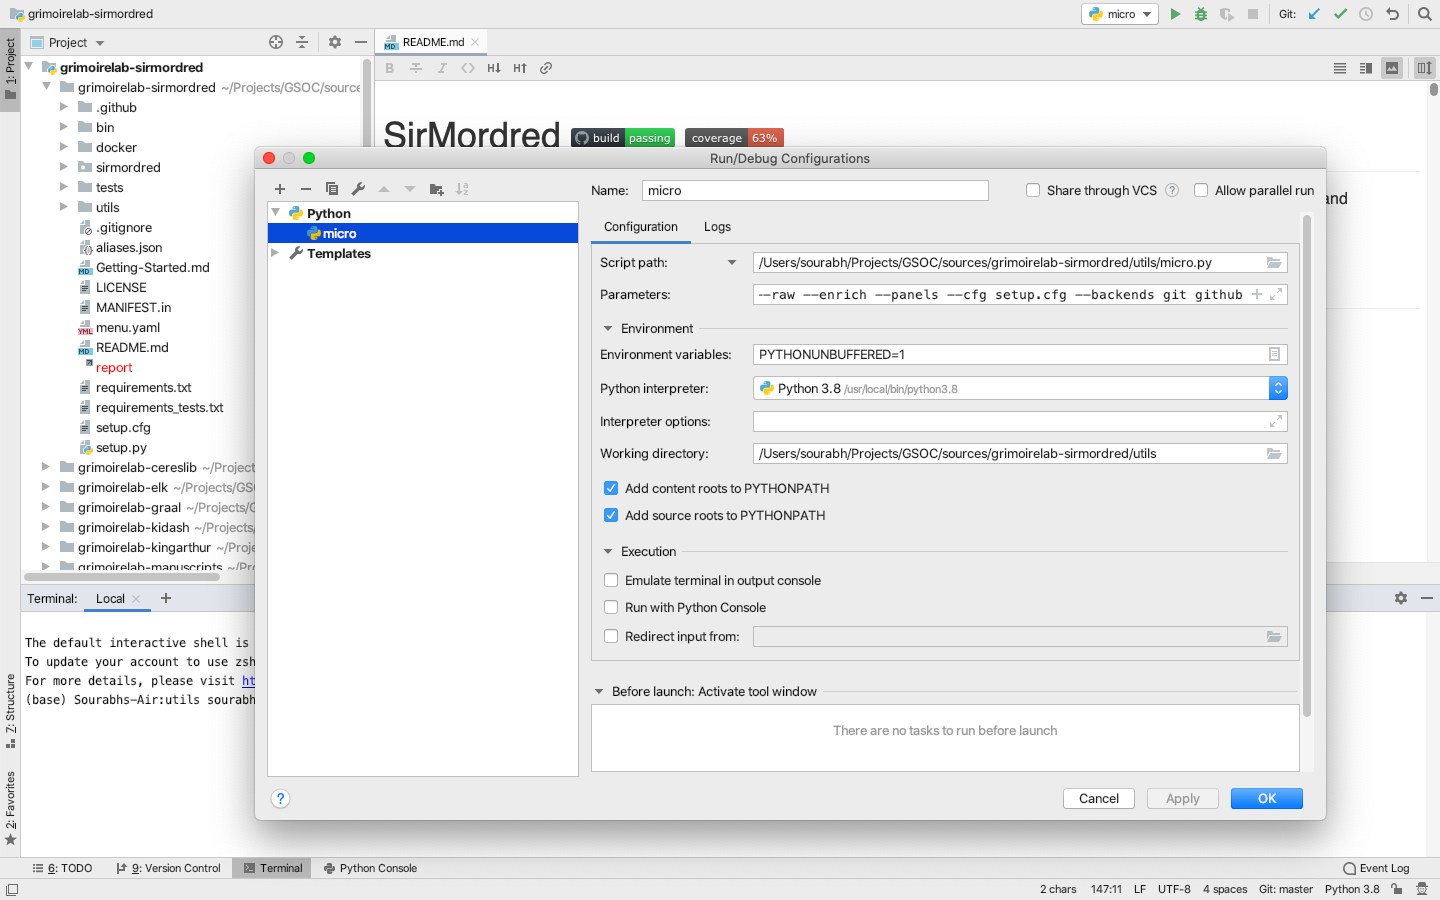 grimoirelab-sirmordred
micro
Git:
1: Project
Project
README.md
grimoirelab-sirmordred
grimoirelab-sirmordred ~/Projects/GSOC/source
.github
bin
docker
sirmordred
tests
utils
.gitignore
aliases.json
Getting-Started.md
LICENSE
MANIFEST.in
menu.yaml
README.md
report
requirements.txt
requirements_tests.txt
setup.cfg
setup.py
grimoirelab-cereslib ~/Project
grimoirelab-elk ~/Projects/GS
grimoirelab-graal ~/Projects/G
grimoirelab-kidash ~/Projects/
grimoirelab-kingarthur ~/Proje
grimoirelab-manuscripts ~/Pr
B I H↓ H↑
SirMordred build passing coverage 63%
and
Run/Debug Configurations
Python
micro
Templates
Name: micro
Share through VCS ? Allow parallel run
Configuration Logs
Script path: /Users/sourabh/Projects/GSOC/sources/grimoirelab-sirmordred/utils/micro.py
Parameters: --raw --enrich --panels --cfg setup.cfg --backends git github
Environment
Environment variables: PYTHONUNBUFFERED=1
Python interpreter: Python 3.8 /usr/local/bin/python3.8
Interpreter options:
Working directory: /Users/sourabh/Projects/GSOC/sources/grimoirelab-sirmordred/utils
Add content roots to PYTHONPATH
Add source roots to PYTHONPATH
Execution
Emulate terminal in output console
Run with Python Console
Redirect input from:
Before launch: Activate tool window
There are no tasks to run before launch
? Cancel Apply OK
Terminal: Local
The default interactive shell is
To update your account to use zsh
For more details, please visit ht
(base) Sourabhs-Air:utils sourabh
Z: Structure
2: Favorites
6: TODO 9: Version Control Terminal Python Console Event Log
2 chars 147:11 LF UTF-8 4 spaces Git: master Python 3.8